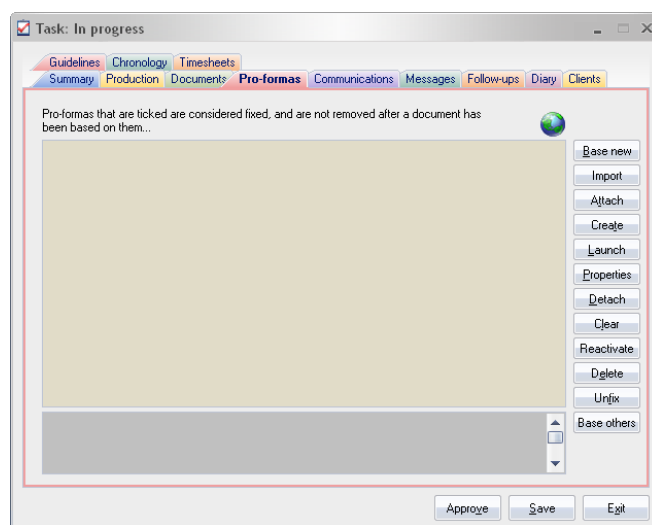 Task: In progress
Guidelines Chronology Timesheets
Summary Production Documents Pro-formas Communications Messages Follow-ups Diary Clients
Pro-formas that are ticked are considered fixed, and are not removed after a document has
been based on them...
Base new
Import
Attach
Create
Launch
Properties
Detach
Clear
Reactivate
Delete
Unfix
Base others
Approve Save Exit